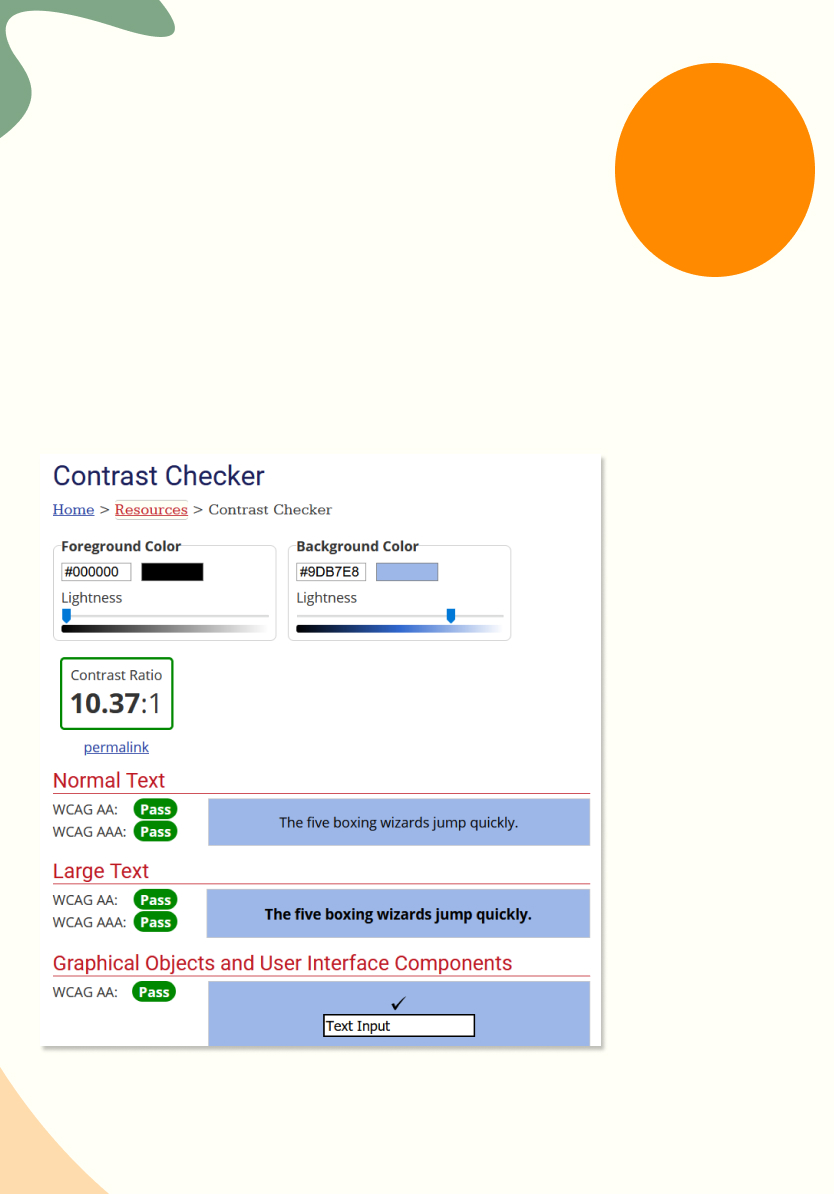 Contrast Checker
Home > Resources > Contrast Checker
Foreground Color
#000000
Lightness
Background Color
#9DB7E8
Lightness
Contrast Ratio
10.37:1
permalink
Normal Text
WCAG AA: Pass
WCAG AAA: Pass
The five boxing wizards jump quickly.
Large Text
WCAG AA: Pass
WCAG AAA: Pass
The five boxing wizards jump quickly.
Graphical Objects and User Interface Components
WCAG AA: Pass
✓
Text Input